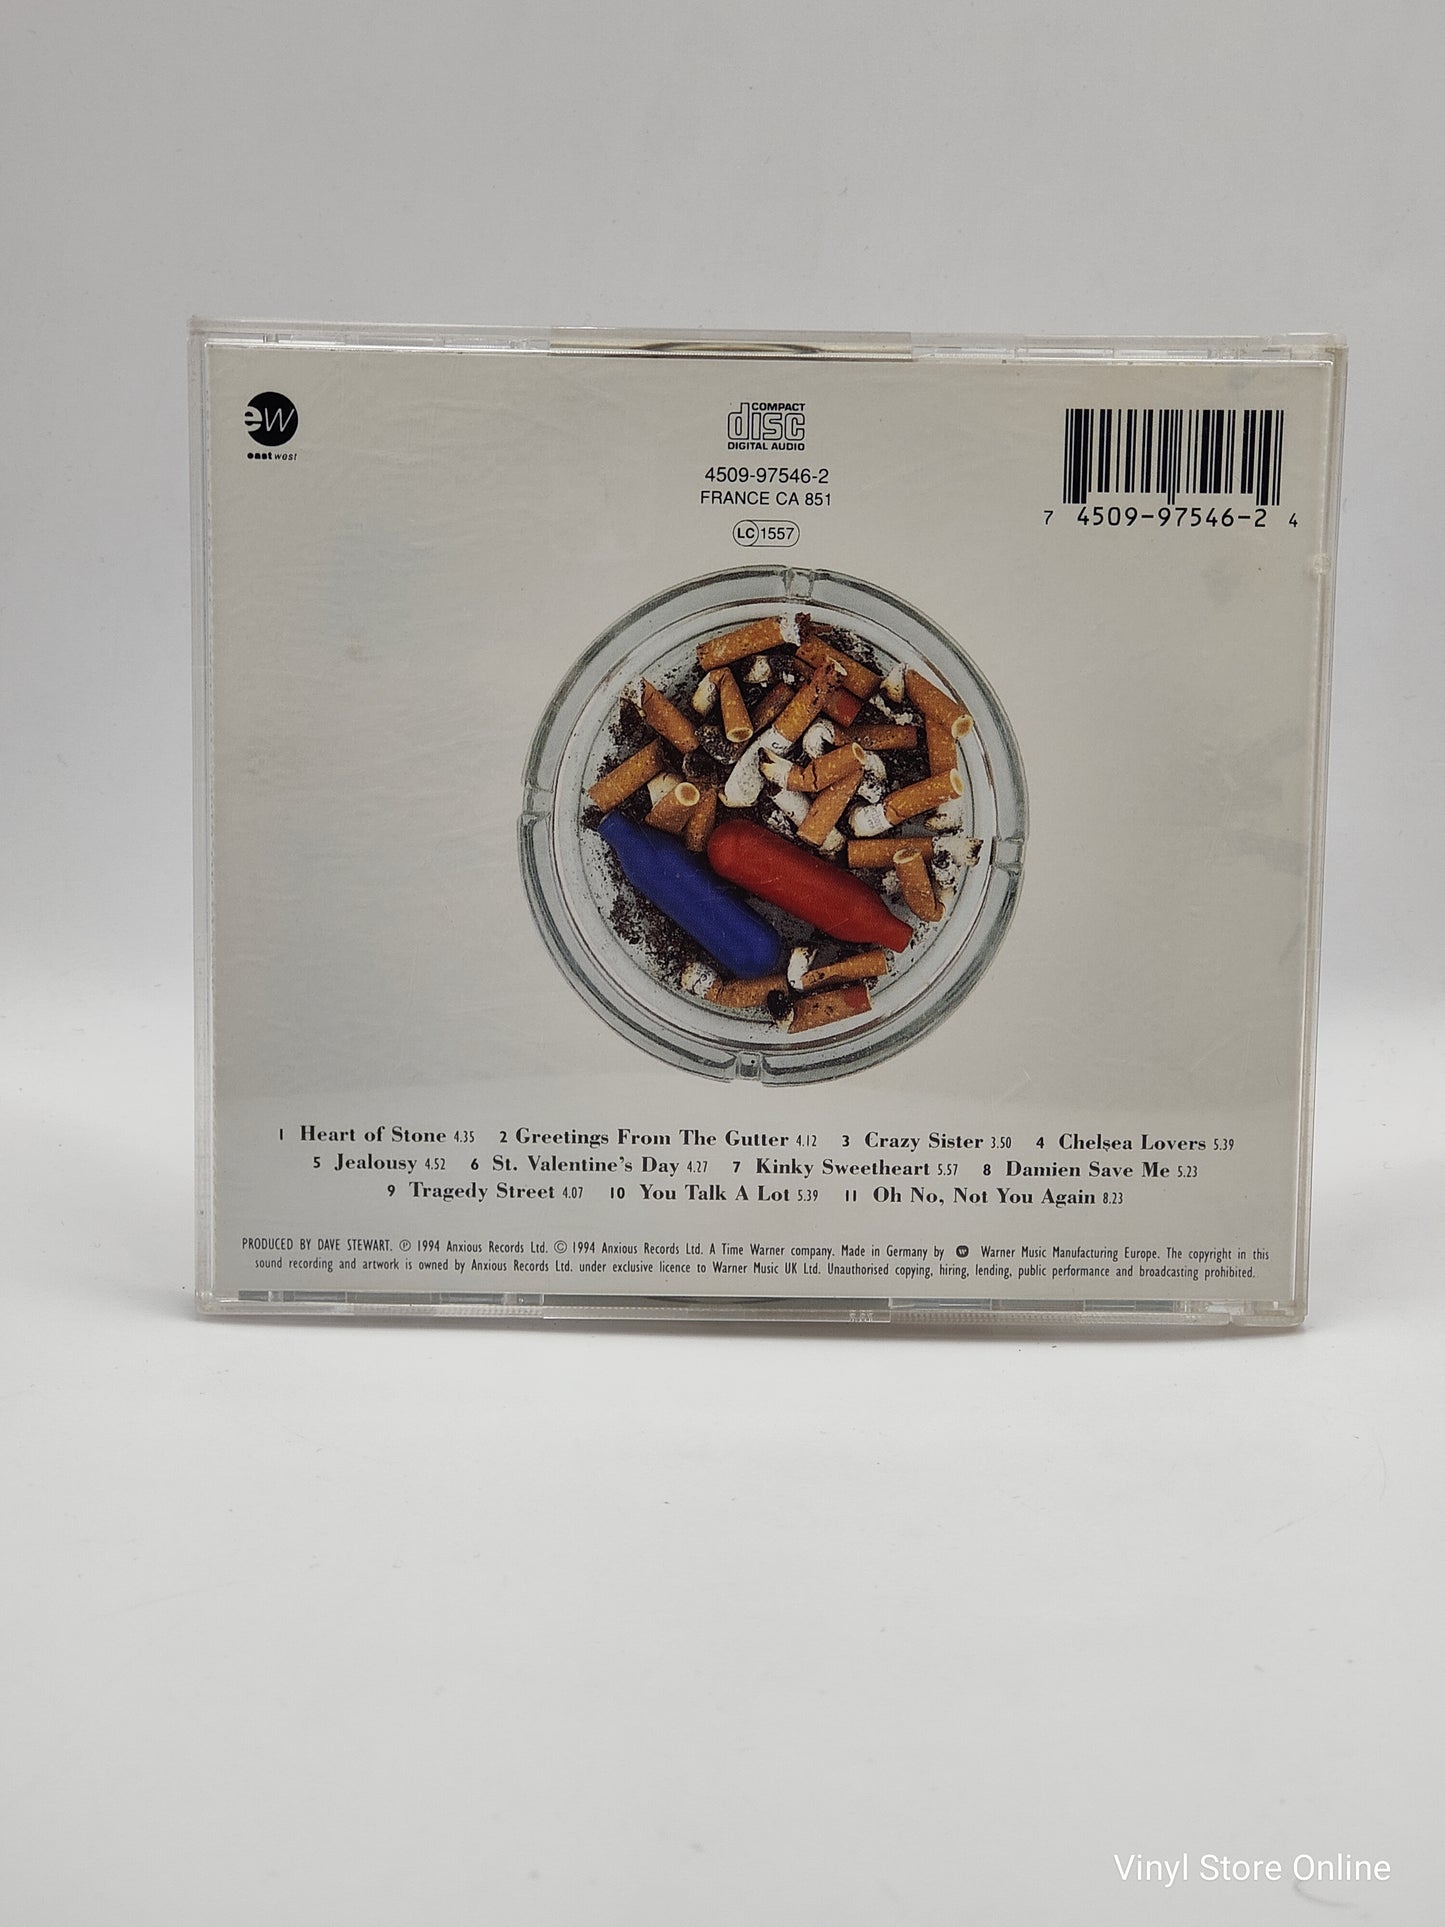 ew
east west
COMPACT
disc
DIGITAL AUDIO
4509-97546-2
FRANCE CA 851
LC 1557
7 4509-97546-2 4
1 Heart of Stone 4.35 2 Greetings From The Gutter 4.12 3 Crazy Sister 3.50 4 Chelsea Lovers 5.39
5 Jealousy 4.52 6 St. Valentine's Day 4.27 7 Kinky Sweetheart 5.57 8 Damien Save Me 5.23
9 Tragedy Street 4.07 10 You Talk A Lot 5.39 11 Oh No, Not You Again 8.23
PRODUCED BY DAVE STEWART. ℗ 1994 Anxious Records Ltd. © 1994 Anxious Records Ltd. A Time Warner company. Made in Germany by Warner Music Manufacturing Europe. The copyright in this
sound recording and artwork is owned by Anxious Records Ltd. under exclusive licence to Warner Music UK Ltd. Unauthorised copying, hiring, lending, public performance and broadcasting prohibited.
Vinyl Store Online